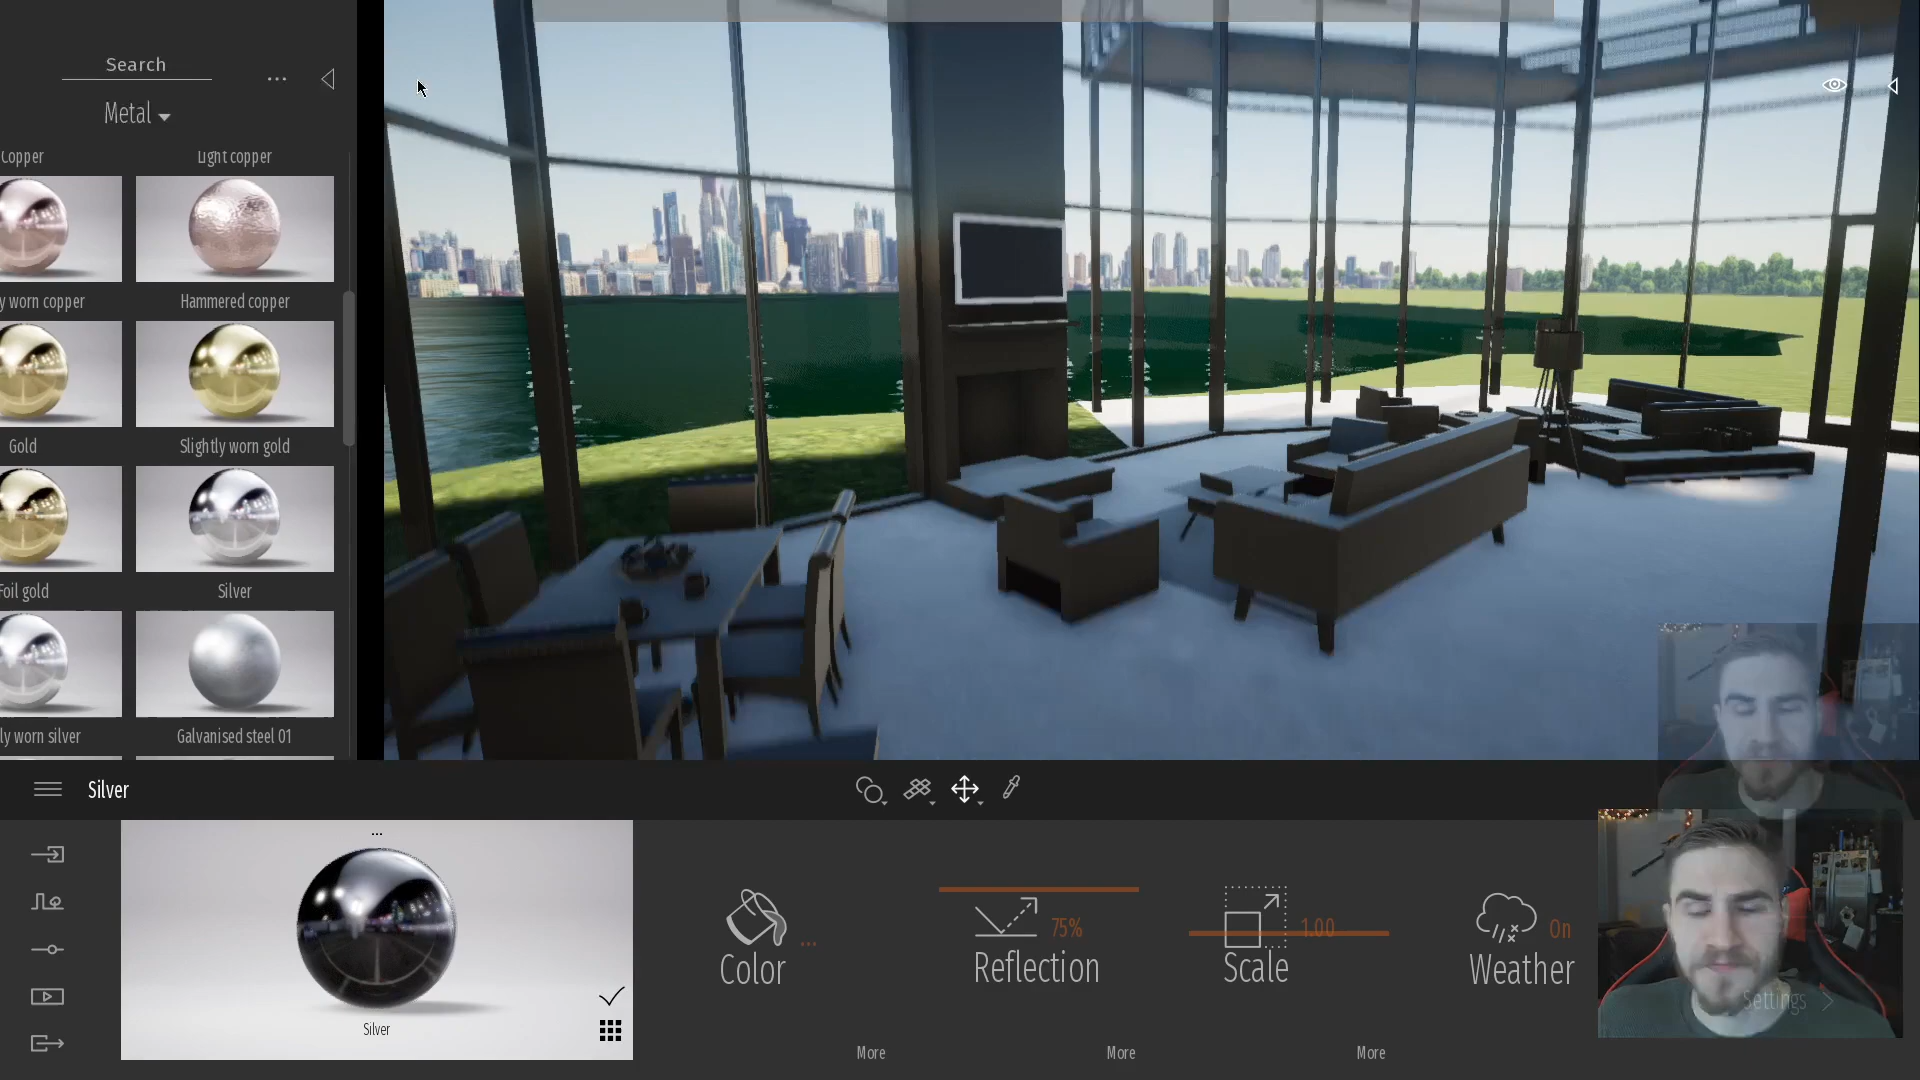 Search
...
Metal
Copper
Light copper
y worn copper
Hammered copper
Gold
Slightly worn gold
Foil gold
Silver
ly worn silver
Galvanised steel 01
Silver
...
Silver
Color
...
75%
Reflection
1.00
Scale
On
Weather
Settings
More
More
More